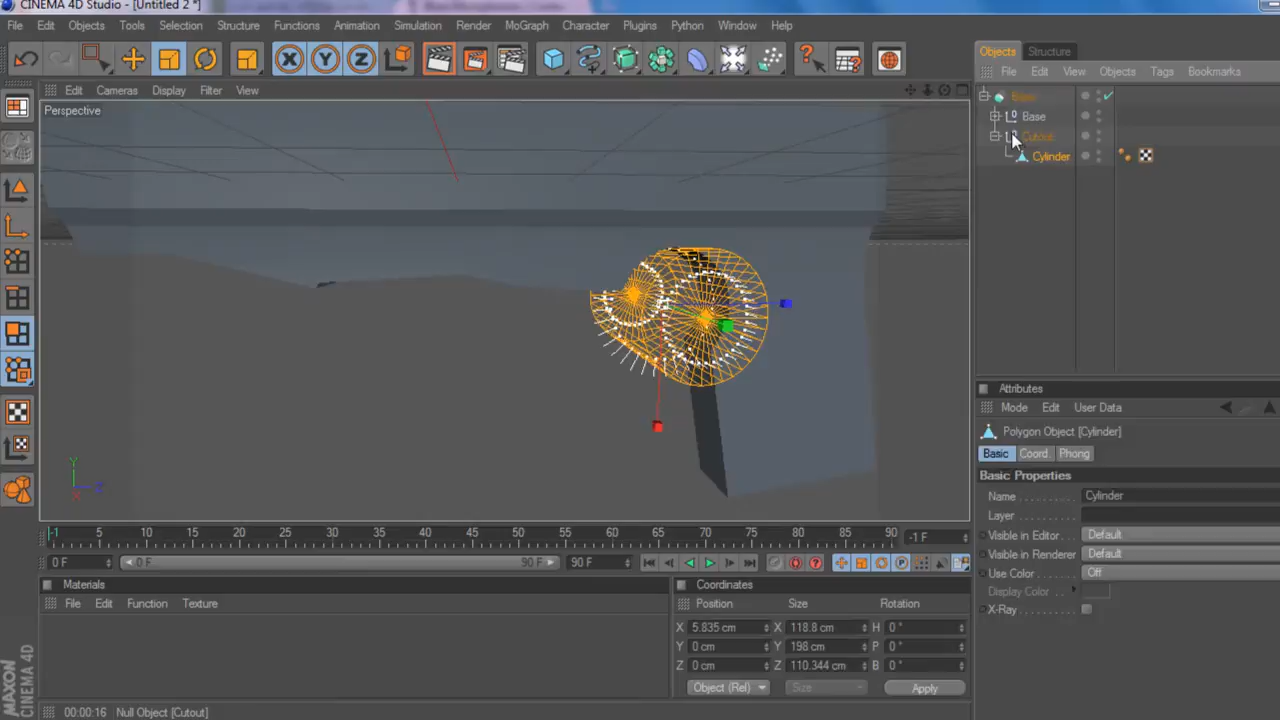 CINEMA 4D Studio - [Untitled 2 *]
File Edit Objects Tools Selection Structure Functions Animation Render MoGraph Character Simulation Plugins Python Window Help
Edit Cameras Display Filter View
Perspective
Objects Structure
File Edit View Objects Tags Bookmarks
Base
Cutout
Cylinder
Attributes
Mode Edit User Data
Polygon Object [Cylinder]
Basic Coord. Phong
Basic Properties
Name Cylinder
Layer
Visible in Editor Default
Visible in Renderer Default
Use Color Off
Display Color
X-Ray
-1 5 10 15 20 25 30 35 40 45 50 55 60 65 70 75 80 85 90 -1 F
0 F 0 F 90 F 90 F
Materials
File Edit Function Texture
Coordinates
Position Size Rotation
X 5.835 cm X 118.8 cm H 0 °
Y 0 cm Y 198 cm P 0 °
Z 0 cm Z 110.344 cm B 0 °
Object (Rel) Size Apply
MAXON
CINEMA 4D
00:00:16 Null Object [Cutout]
Y
Z
X